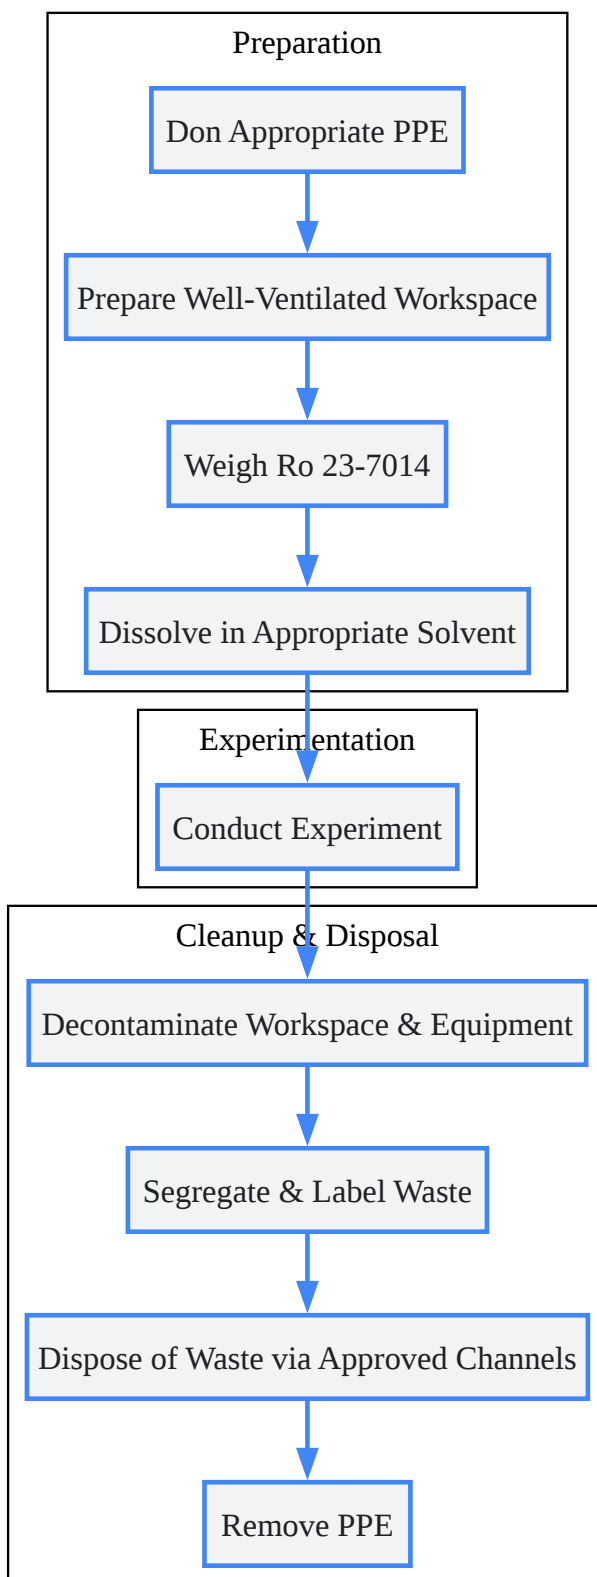 Preparation
Don Appropriate PPE
Prepare Well-Ventilated Workspace
Weigh Ro 23-7014
Dissolve in Appropriate Solvent
Experimentation
Conduct Experiment
Cleanup & Disposal
Decontaminate Workspace & Equipment
Segregate & Label Waste
Dispose of Waste via Approved Channels
Remove PPE